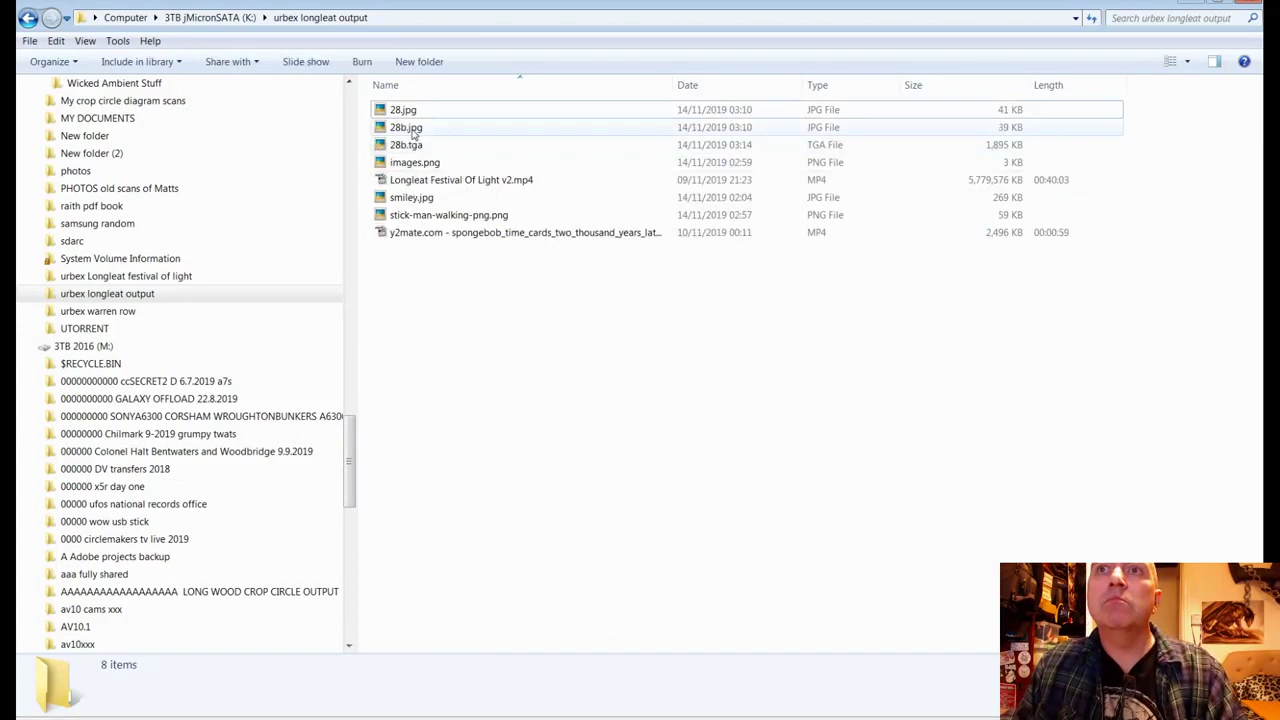 Computer ▸ 3TB jMicronSATA (K:) ▸ urbex longleat output
Search urbex longleat output
File Edit View Tools Help
Organize Include in library Share with Slide show Burn New folder
Wicked Ambient Stuff
My crop circle diagram scans
MY DOCUMENTS
New folder
New folder (2)
photos
PHOTOS old scans of Matts
raith pdf book
samsung random
sdarc
System Volume Information
urbex Longleat festival of light
urbex longleat output
urbex warren row
UTORRENT
3TB 2016 (M:)
$RECYCLE.BIN
00000000000 ccSECRET2 D 6.7.2019 a7s
000000000 GALAXY OFFLOAD 22.8.2019
000000000 SONYA6300 CORSHAM WROUGHTONBUNKERS A6300
00000000 Chilmark 9-2019 grumpy twats
000000 Colonel Halt Bentwaters and Woodbridge 9.9.2019
000000 DV transfers 2018
00000 x5r day one
00000 ufos national records office
00000 wow usb stick
0000 circlemakers tv live 2019
A Adobe projects backup
aaa fully shared
AAAAAAAAAAAAAAAAAA LONG WOOD CROP CIRCLE OUTPUT
av10 cams xxx
AV10.1
av10xxx
Name Date Type Size Length
28.jpg 14/11/2019 03:10 JPG File 41 KB
28b.jpg 14/11/2019 03:10 JPG File 39 KB
28b.tga 14/11/2019 03:14 TGA File 1,895 KB
images.png 14/11/2019 02:59 PNG File 3 KB
Longleat Festival Of Light v2.mp4 09/11/2019 21:23 MP4 5,779,576 KB 00:40:03
smiley.jpg 14/11/2019 02:04 JPG File 269 KB
stick-man-walking-png.png 14/11/2019 02:57 PNG File 59 KB
y2mate.com - spongebob_time_cards_two_thousand_years_lat... 10/11/2019 00:11 MP4 2,496 KB 00:00:59
8 items